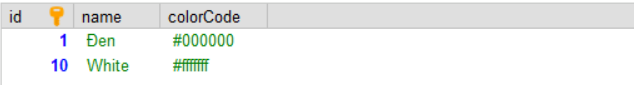 id name colorCode
1 Đen #000000
10 White #ffffff